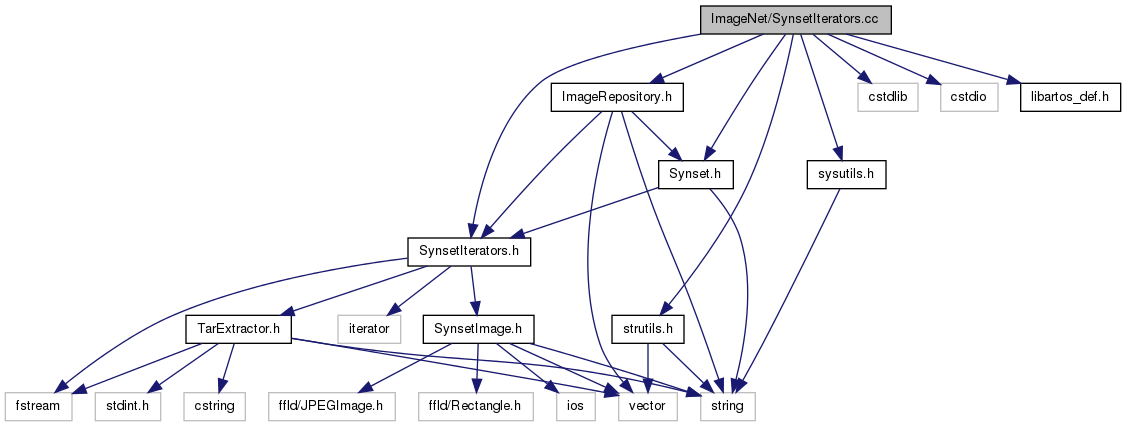 ImageNet/SynsetIterators.cc
ImageRepository.h
cstdlib
cstdio
libartos_def.h
Synset.h
sysutils.h
SynsetIterators.h
TarExtractor.h
iterator
SynsetImage.h
strutils.h
fstream
stdint.h
cstring
ffld/JPEGImage.h
ffld/Rectangle.h
ios
vector
string